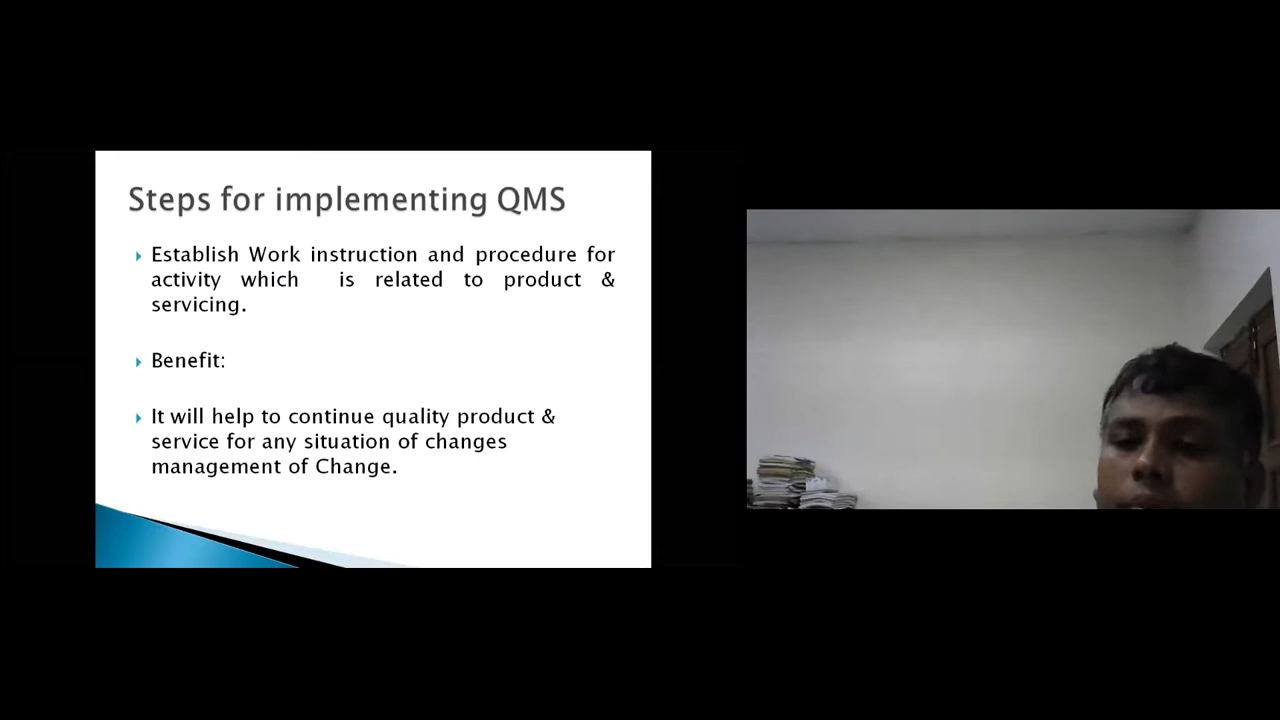 Steps for implementing QMS
Establish Work instruction and procedure for
activity which is related to product &
servicing.
Benefit:
It will help to continue quality product &
service for any situation of changes
management of Change.